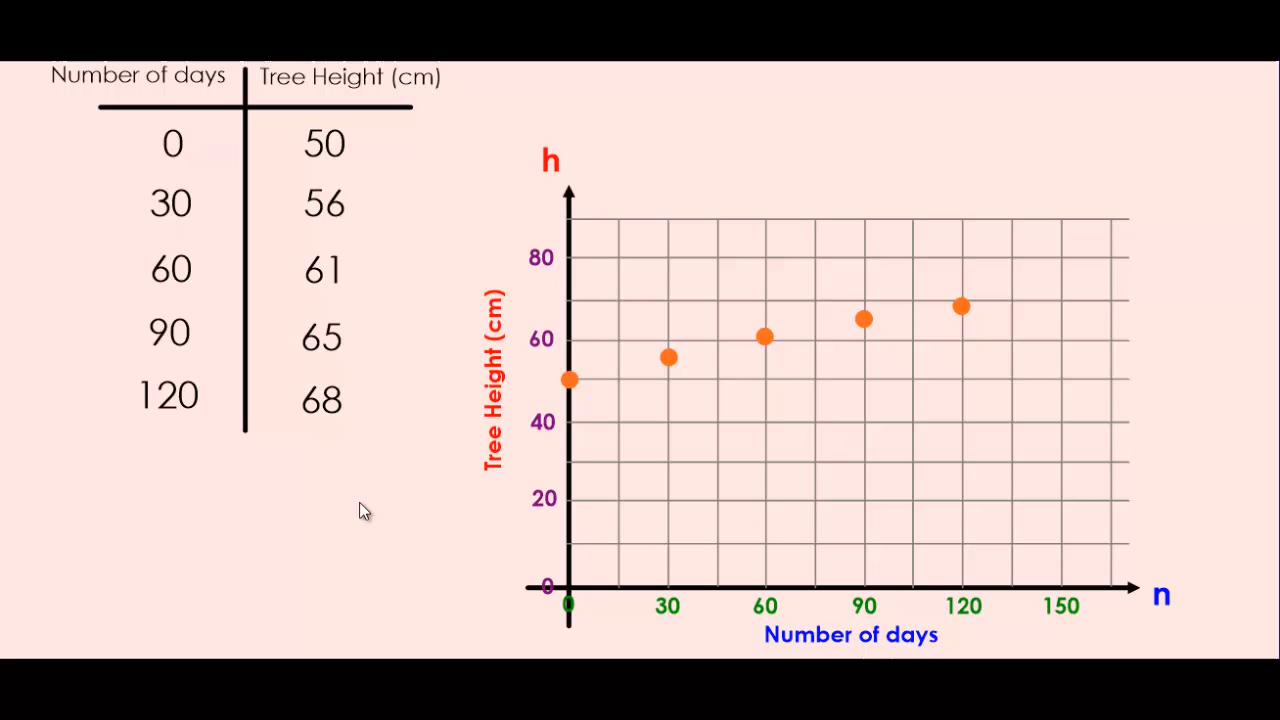 Number of days Tree Height (cm)
0 50
30 56
60 61
90 65
120 68
h
80
60
40
20
0
Tree Height (cm)
0 30 60 90 120 150
n
Number of days